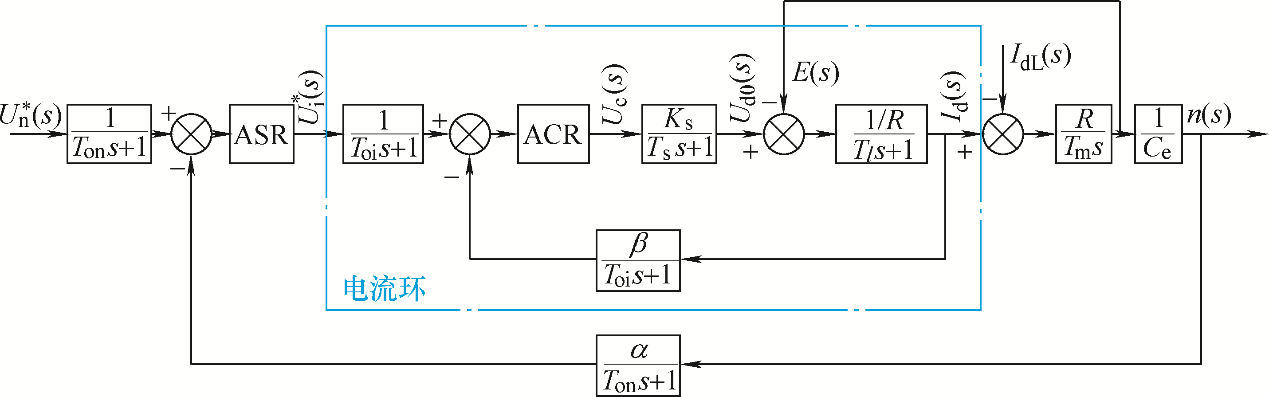 U*n(s)
1
Tons+1
+
−
ASR
U*i(s)
1
Tois+1
+
−
ACR
Uc(s)
Ks
Tss+1
Ud0(s)
+
−
E(s)
1/R
Tls+1
Id(s)
+
−
IdL(s)
R
Tms
1
Ce
n(s)
β
Tois+1
电流环
α
Tons+1